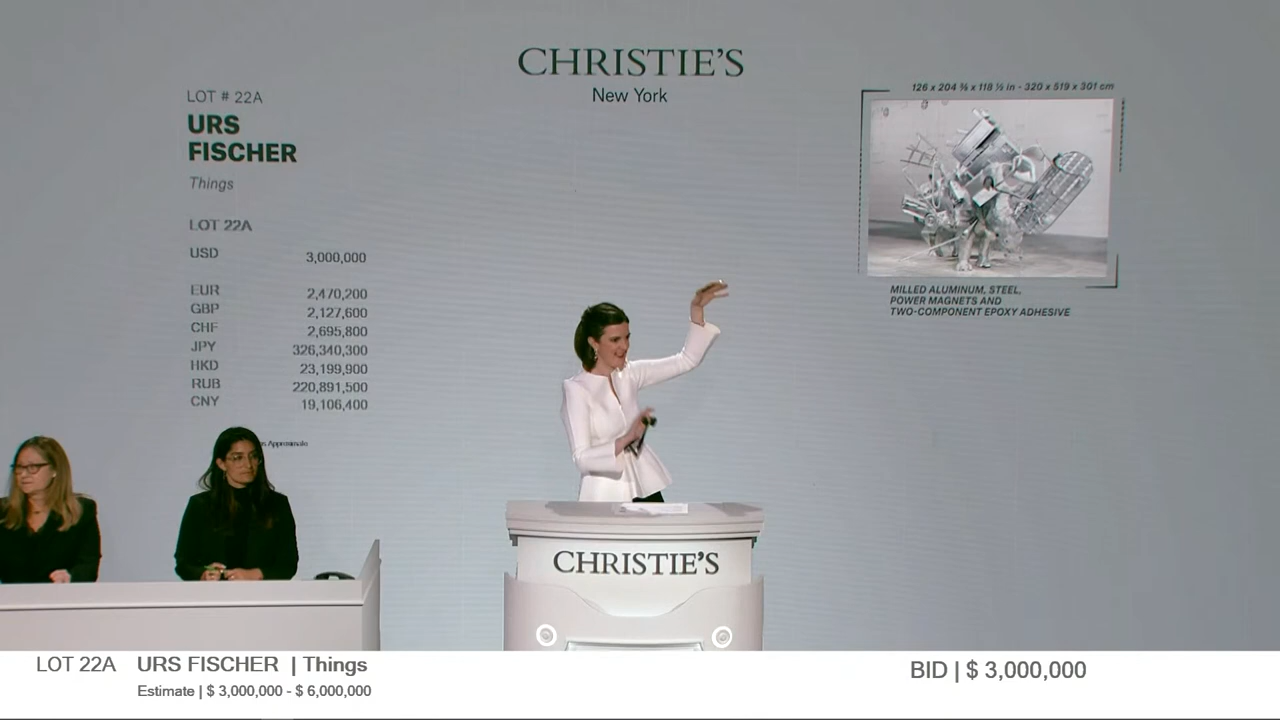 CHRISTIE'S
New York
LOT # 22A
URS
FISCHER
Things
LOT 22A
USD 3,000,000
EUR 2,470,200
GBP 2,127,600
CHF 2,695,800
JPY 326,340,300
HKD 23,199,900
RUB 220,891,500
CNY 19,106,400
Approximate
126 x 204 ⅜ x 118 ½ in - 320 x 519 x 301 cm
MILLED ALUMINUM, STEEL,
POWER MAGNETS AND
TWO-COMPONENT EPOXY ADHESIVE
CHRISTIE'S
LOT 22A URS FISCHER | Things
Estimate | $ 3,000,000 - $ 6,000,000
BID | $ 3,000,000